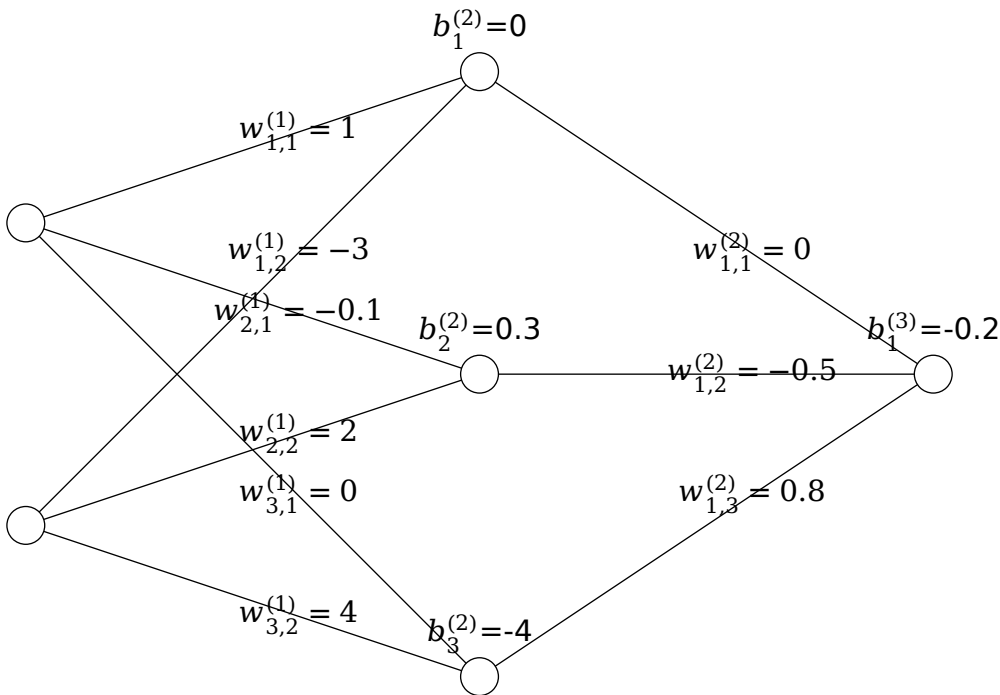 $b_1^{(2)}$=0
$w_{1,1}^{(1)} = 1$
$w_{1,2}^{(1)} = -3$
$w_{1,1}^{(2)} = 0$
$w_{2,1}^{(1)} = -0.1$
$b_2^{(2)}$=0.3
$b_1^{(3)}$=-0.2
$w_{1,2}^{(2)} = -0.5$
$w_{2,2}^{(1)} = 2$
$w_{3,1}^{(1)} = 0$
$w_{1,3}^{(2)} = 0.8$
$w_{3,2}^{(1)} = 4$
$b_3^{(2)}$=-4